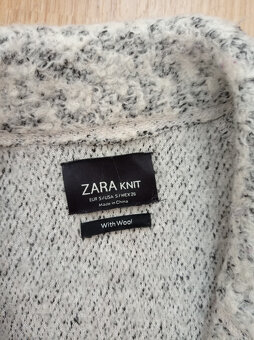 ZARA KNIT
EUR S/USA S/MEX 26
Made in China
With Wool